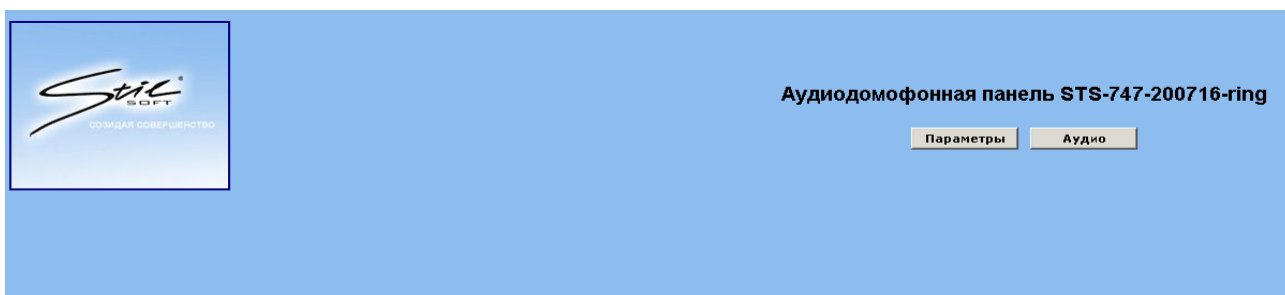 Stil®
SOFT
СОЗИДАЯ СОВЕРШЕНСТВО
Аудиодомофонная панель STS-747-200716-ring
Параметры Аудио